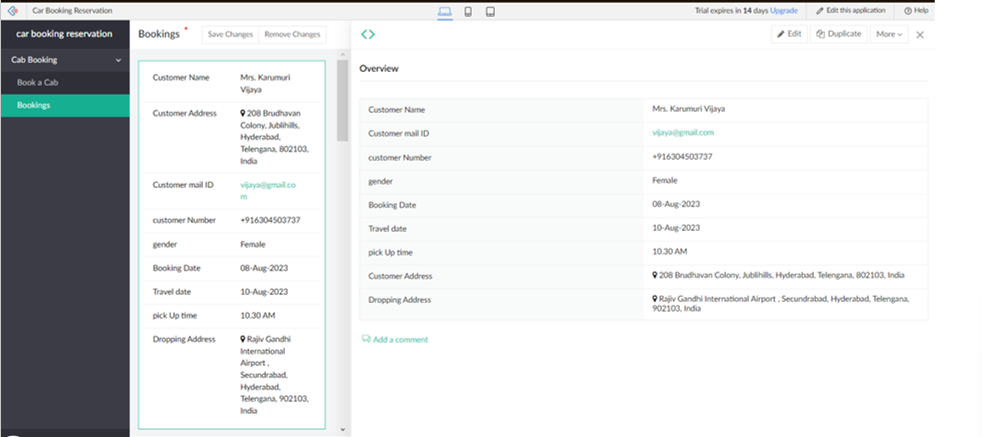 Car Booking Reservation
Trial expires in 14 days Upgrade
Edit this application
Help
car booking reservation
Cab Booking
Book a Cab
Bookings
Bookings *
Save Changes
Remove Changes
Customer Name Mrs. Karumuri
Vijaya
Customer Address 208 Brudhavan
Colony, Jublihills,
Hyderabad,
Telengana, 802103,
India
Customer mail ID vijaya@gmail.co
m
customer Number +916304503737
gender Female
Booking Date 08-Aug-2023
Travel date 10-Aug-2023
pick Up time 10.30 AM
Dropping Address Rajiv Gandhi
International
Airport ,
Secundrabad,
Hyderabad,
Telengana, 902103,
India
Edit
Duplicate
More
Overview
Customer Name Mrs. Karumuri Vijaya
Customer mail ID vijaya@gmail.com
customer Number +916304503737
gender Female
Booking Date 08-Aug-2023
Travel date 10-Aug-2023
pick Up time 10.30 AM
Customer Address 208 Brudhavan Colony, Jublihills, Hyderabad, Telengana, 802103, India
Dropping Address Rajiv Gandhi International Airport , Secundrabad, Hyderabad, Telengana,
902103, India
Add a comment